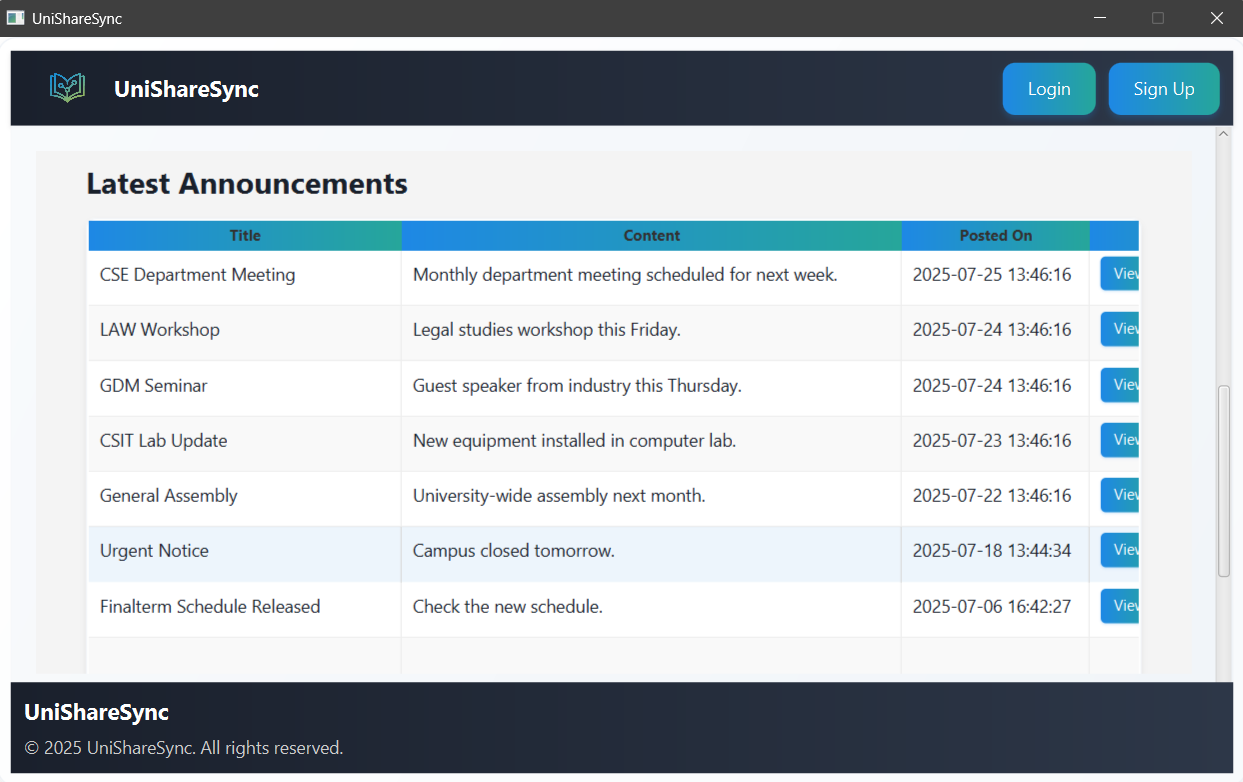 UniShareSync
UniShareSync Login Sign Up
Latest Announcements
Title Content Posted On
CSE Department Meeting Monthly department meeting scheduled for next week. 2025-07-25 13:46:16 View
LAW Workshop Legal studies workshop this Friday. 2025-07-24 13:46:16 View
GDM Seminar Guest speaker from industry this Thursday. 2025-07-24 13:46:16 View
CSIT Lab Update New equipment installed in computer lab. 2025-07-23 13:46:16 View
General Assembly University-wide assembly next month. 2025-07-22 13:46:16 View
Urgent Notice Campus closed tomorrow. 2025-07-18 13:44:34 View
Finalterm Schedule Released Check the new schedule. 2025-07-06 16:42:27 View
UniShareSync
© 2025 UniShareSync. All rights reserved.